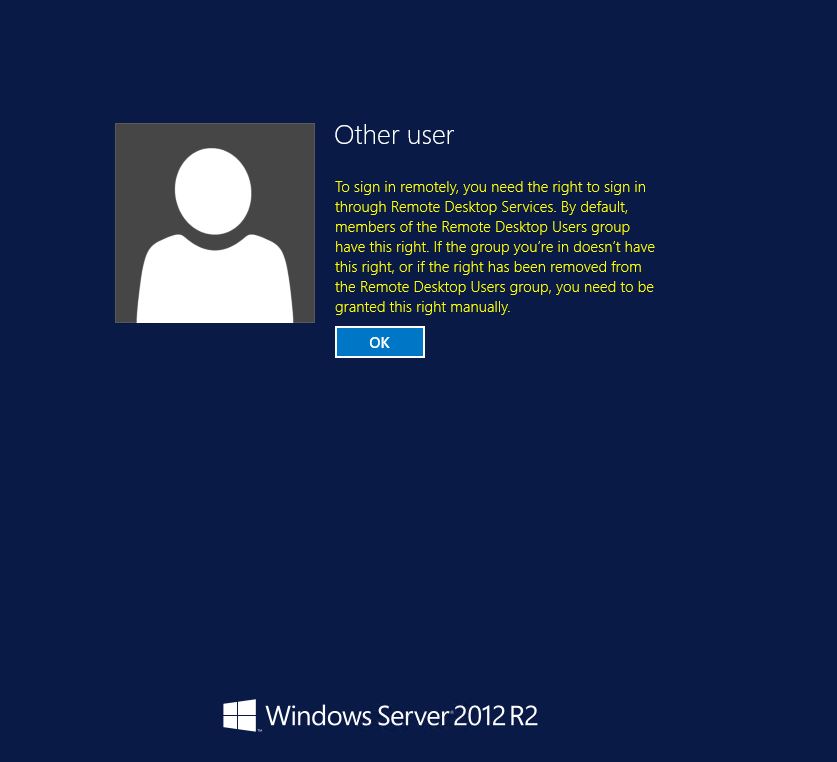 Other user
To sign in remotely, you need the right to sign in
through Remote Desktop Services. By default,
members of the Remote Desktop Users group
have this right. If the group you’re in doesn’t have
this right, or if the right has been removed from
the Remote Desktop Users group, you need to be
granted this right manually.
OK
Windows Server 2012 R2